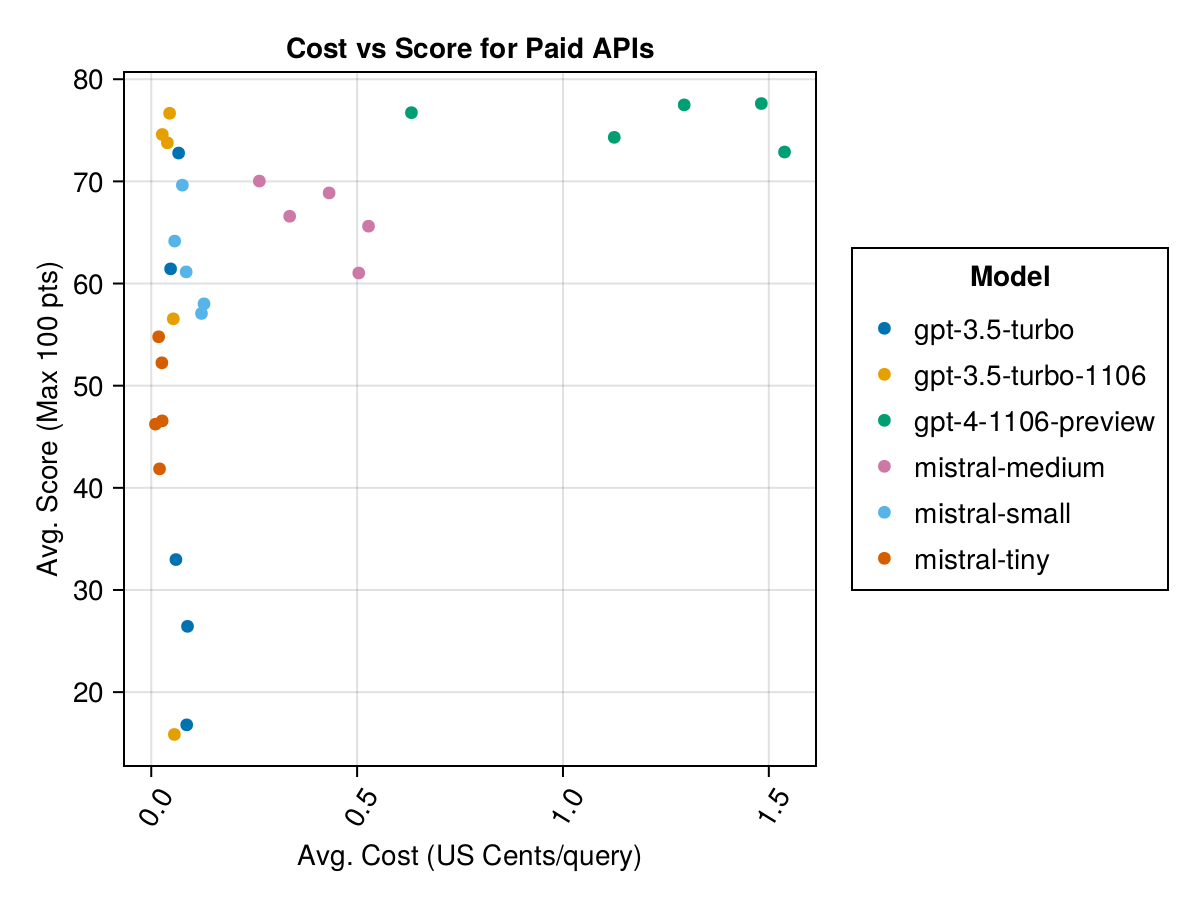 Cost vs Score for Paid APIs
Avg. Score (Max 100 pts)
80
70
60
50
40
30
20
0.0
0.5
1.0
1.5
Avg. Cost (US Cents/query)
Model
gpt-3.5-turbo
gpt-3.5-turbo-1106
gpt-4-1106-preview
mistral-medium
mistral-small
mistral-tiny